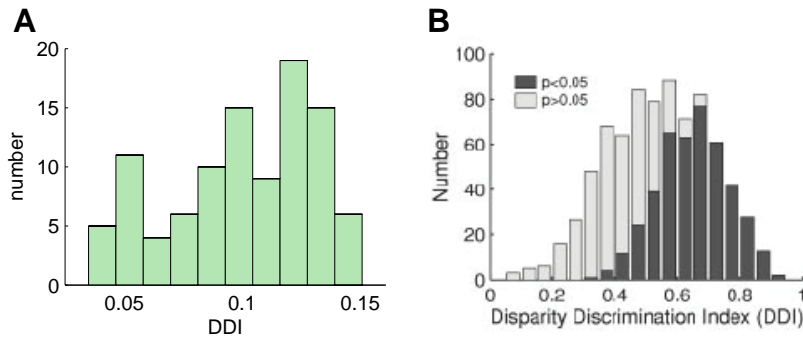 A
20
15
10
5
0
number
0.05
0.1
0.15
DDI
B
100
80
60
40
20
0
Number
p<0.05
p>0.05
0
0.2
0.4
0.6
0.8
1
Disparity Discrimination Index (DDI)